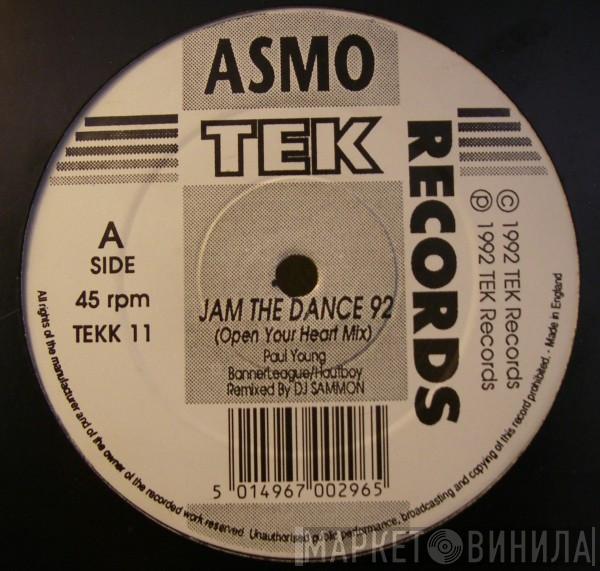 ASMO
TEK
RECORDS
© 1992 TEK Records
℗ 1992 TEK Records
A
SIDE
45 rpm
TEKK 11
JAM THE DANCE 92
(Open Your Heart Mix)
Paul Young
BannerLeague/Hautboy
Remixed By DJ SAMMON
5 014967 002965
All rights of the manufacturer and of the owner of the recorded work reserved. Unauthorised public performance, broadcasting and copying of this record prohibited. - Made in England
МАРКЕТ ВИНИЛА